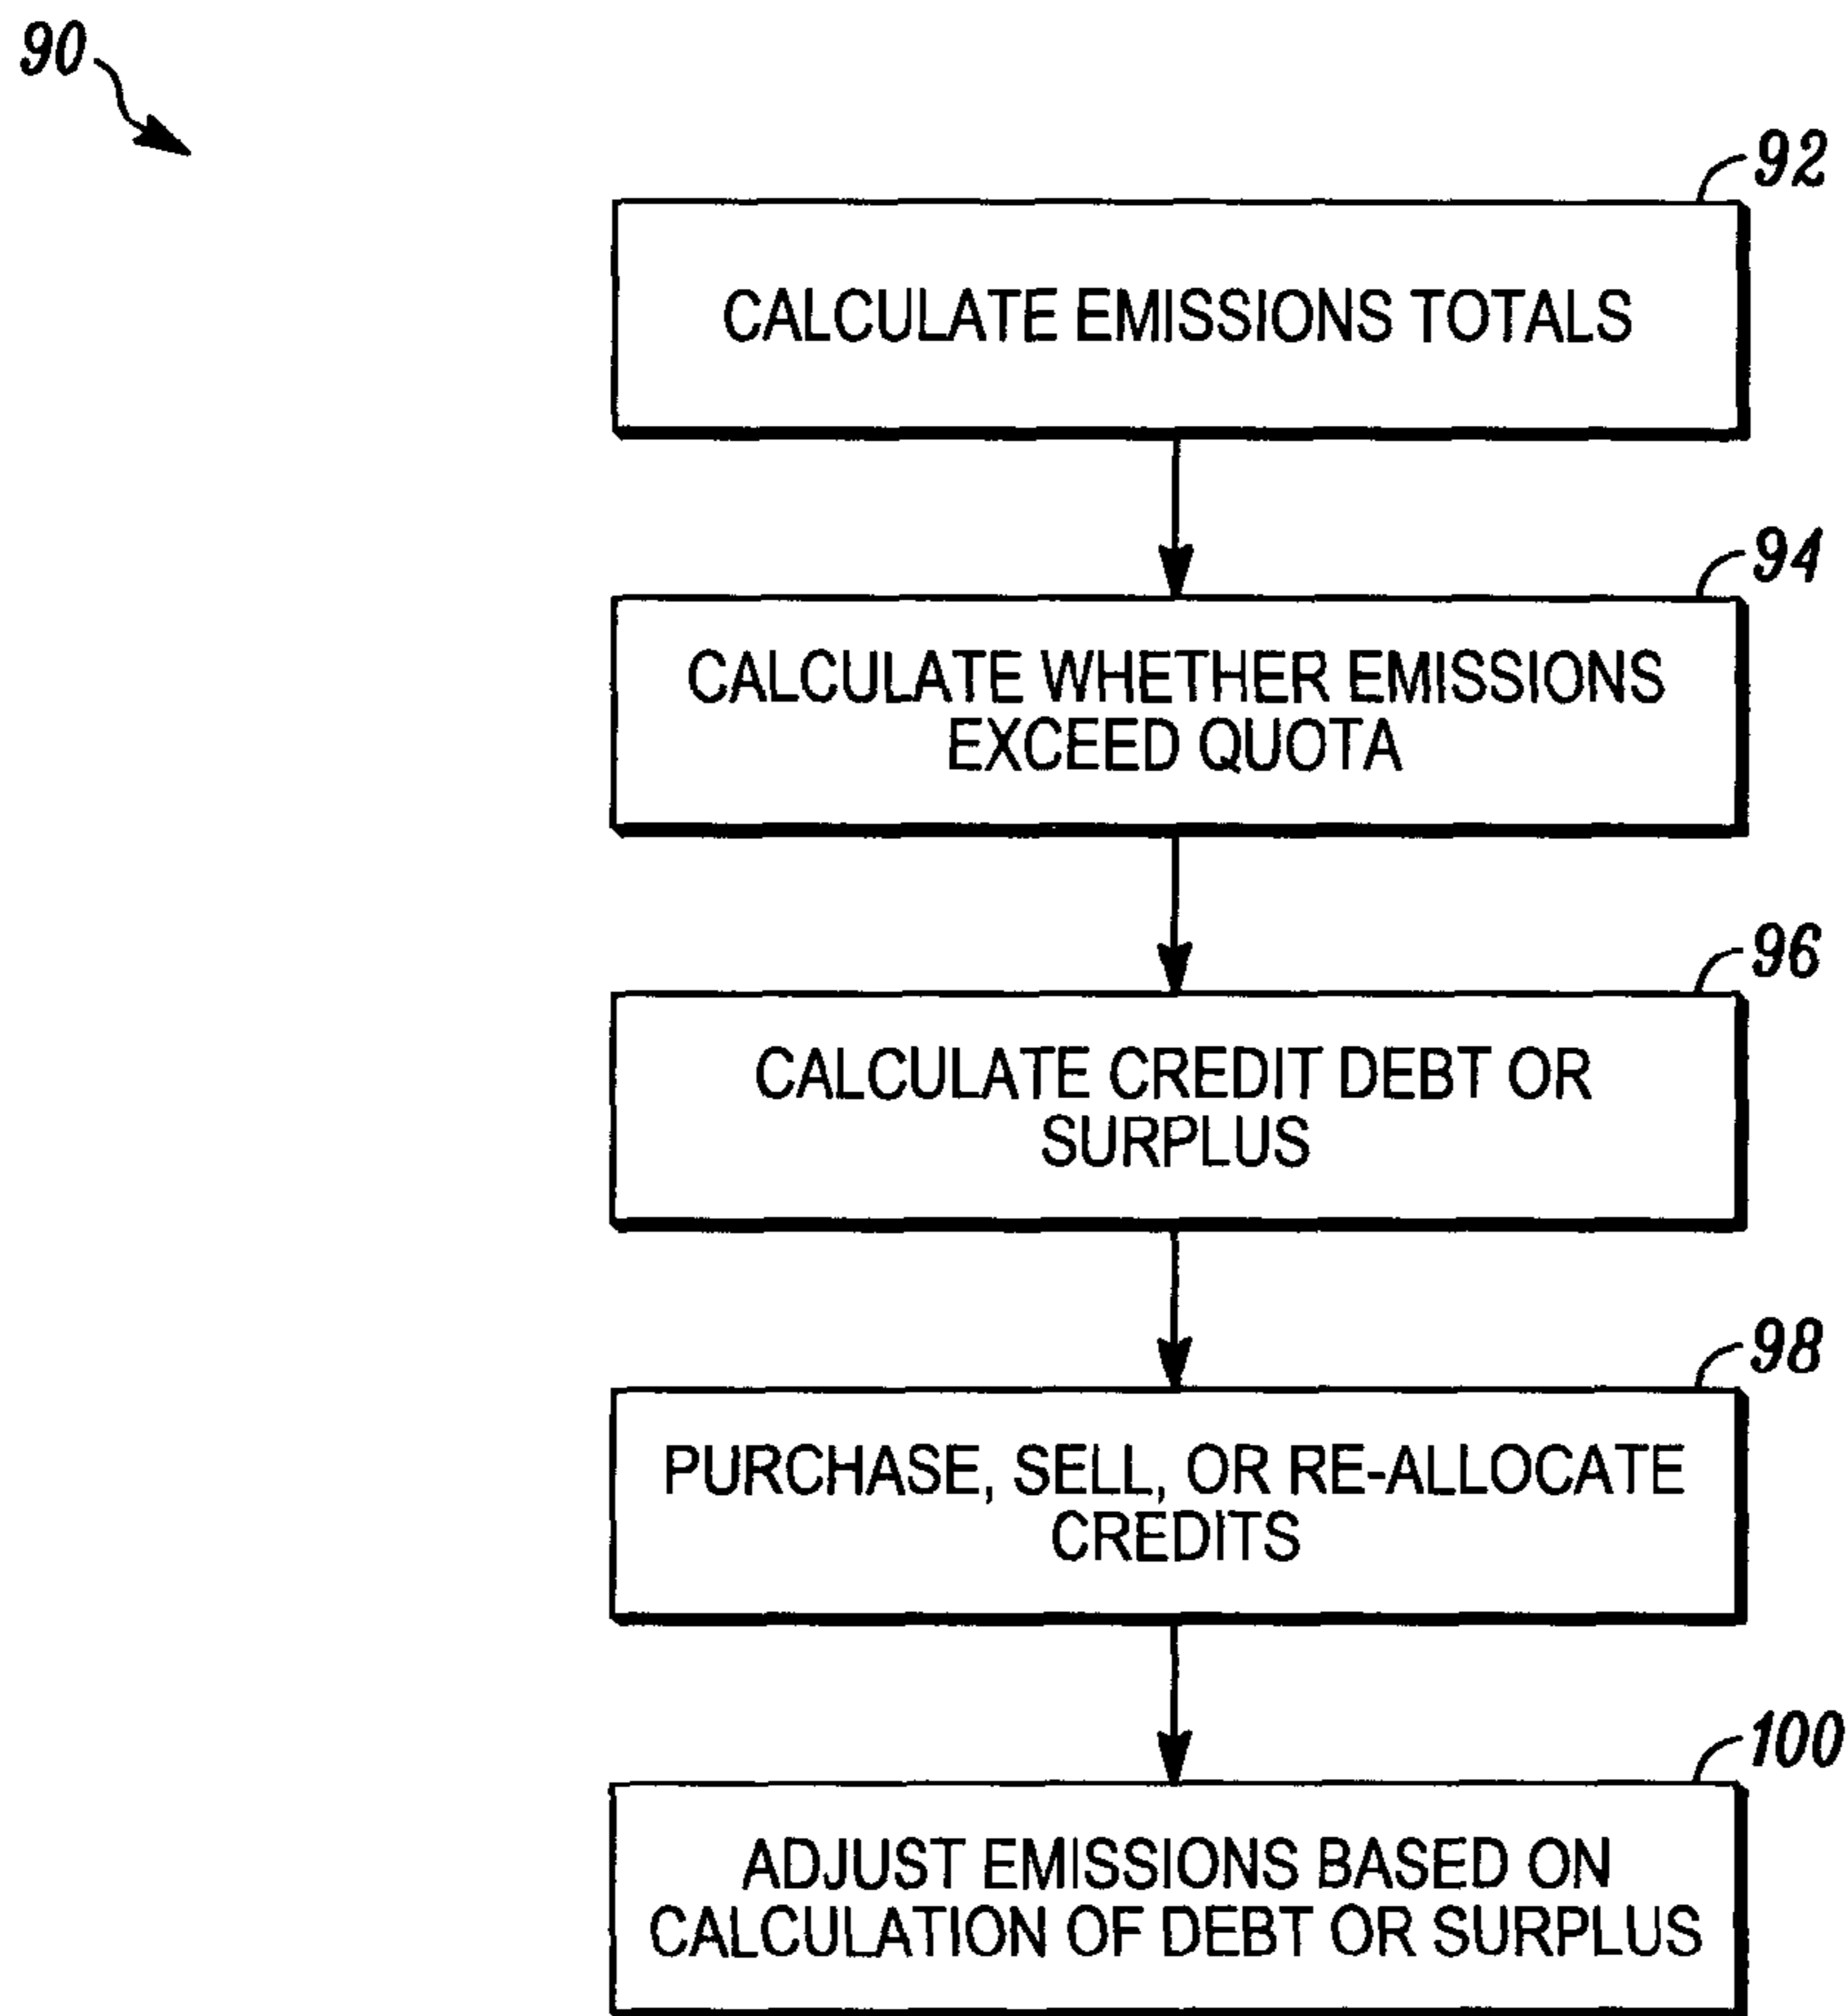 90
92
CALCULATE EMISSIONS TOTALS
94
CALCULATE WHETHER EMISSIONS
EXCEED QUOTA
96
CALCULATE CREDIT DEBT OR
SURPLUS
98
PURCHASE, SELL, OR RE-ALLOCATE
CREDITS
100
ADJUST EMISSIONS BASED ON
CALCULATION OF DEBT OR SURPLUS